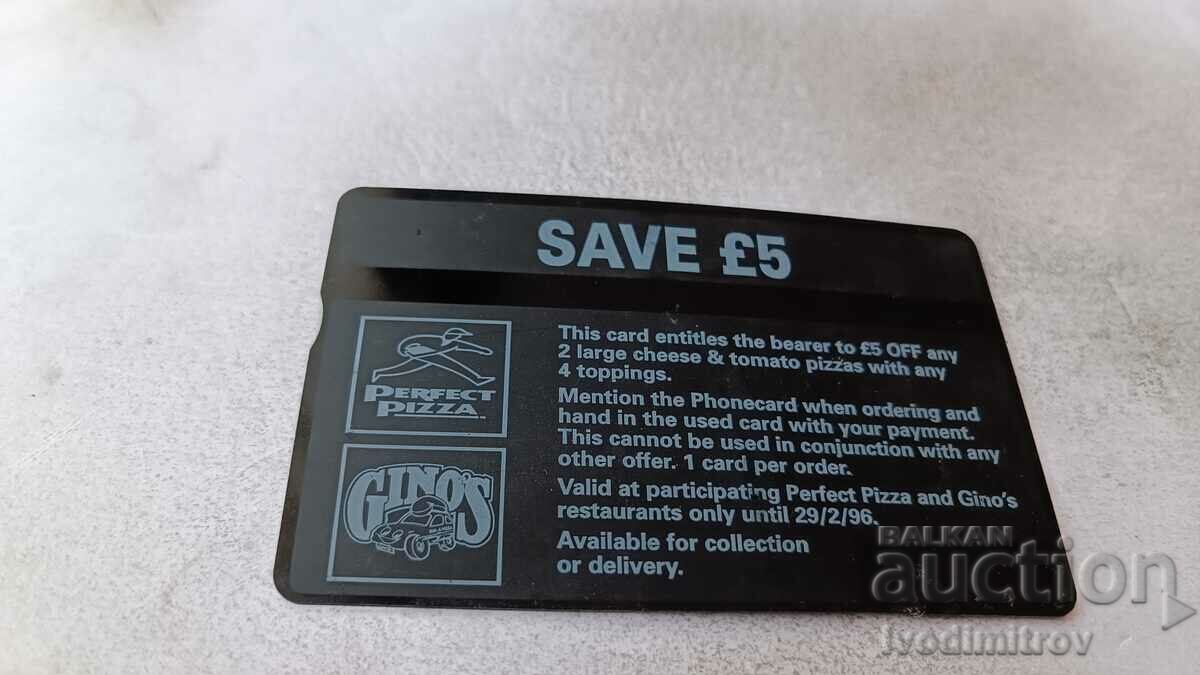 SAVE £5
PERFECT
PIZZA
GINO'S
This card entitles the bearer to £5 OFF any
2 large cheese & tomato pizzas with any
4 toppings.
Mention the Phonecard when ordering and
hand in the used card with your payment.
This cannot be used in conjunction with any
other offer. 1 card per order.
Valid at participating Perfect Pizza and Gino's
restaurants only until 29/2/96.
Available for collection
or delivery.
BALKAN
auction
Ivodimitrov